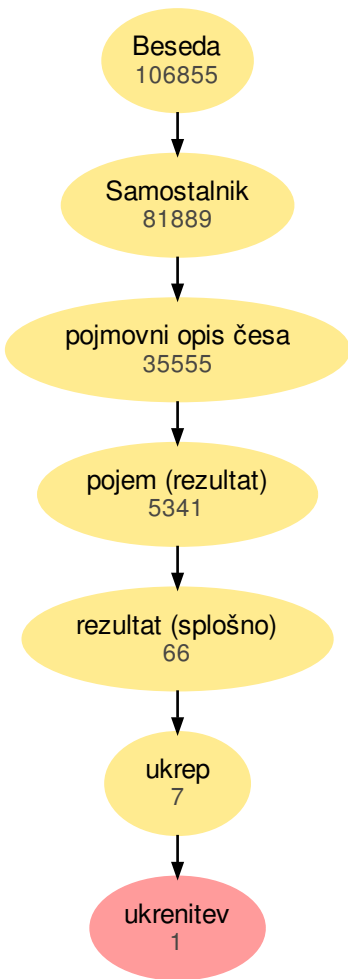 Beseda
106855
Samostalnik
81889
pojmovni opis česa
35555
pojem (rezultat)
5341
rezultat (splošno)
66
ukrep
7
ukrenitev
1